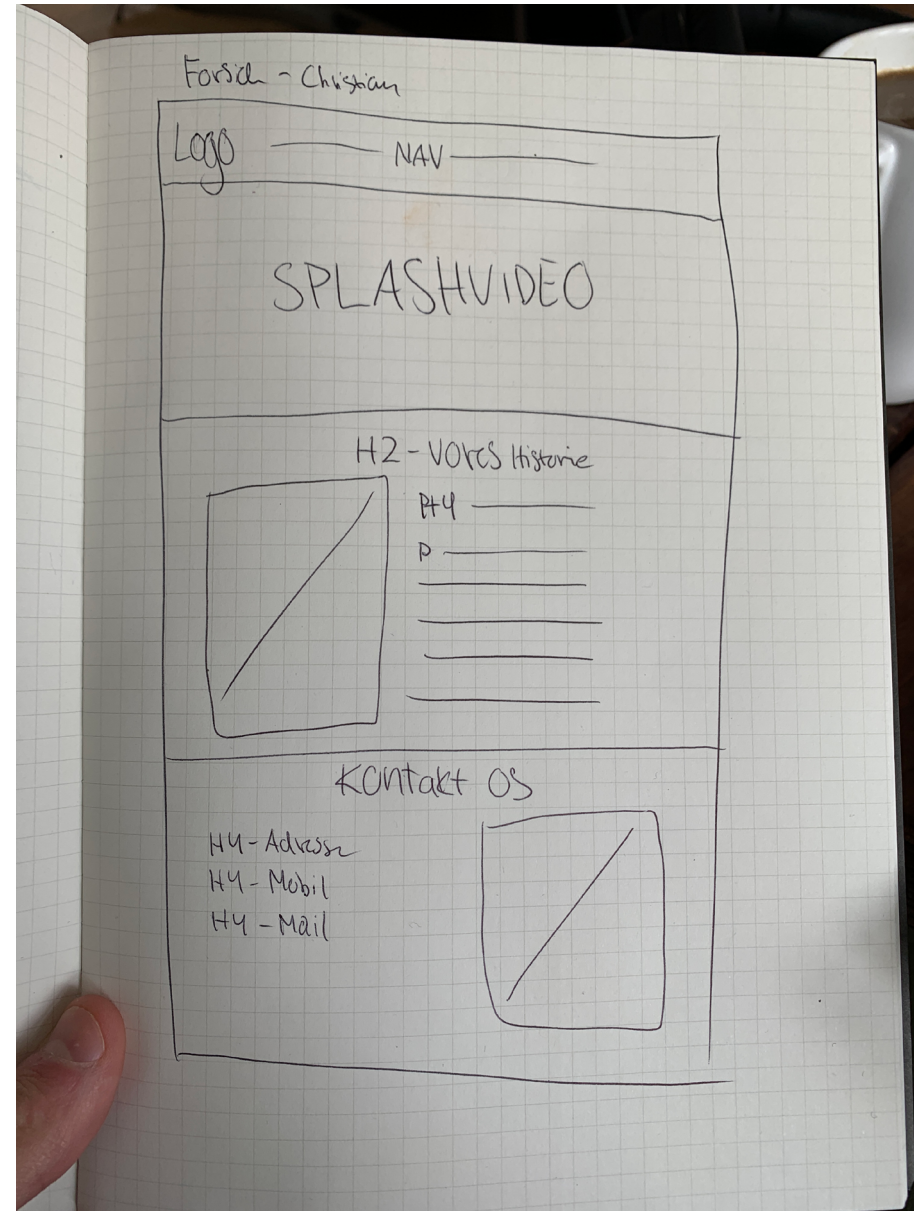 Forside - Christian
Logo NAV
SPLASHVIDEO
H2 - Vores Historie
H4
P
Kontakt os
H4 - Adresse
H4 - Mobil
H4 - Mail